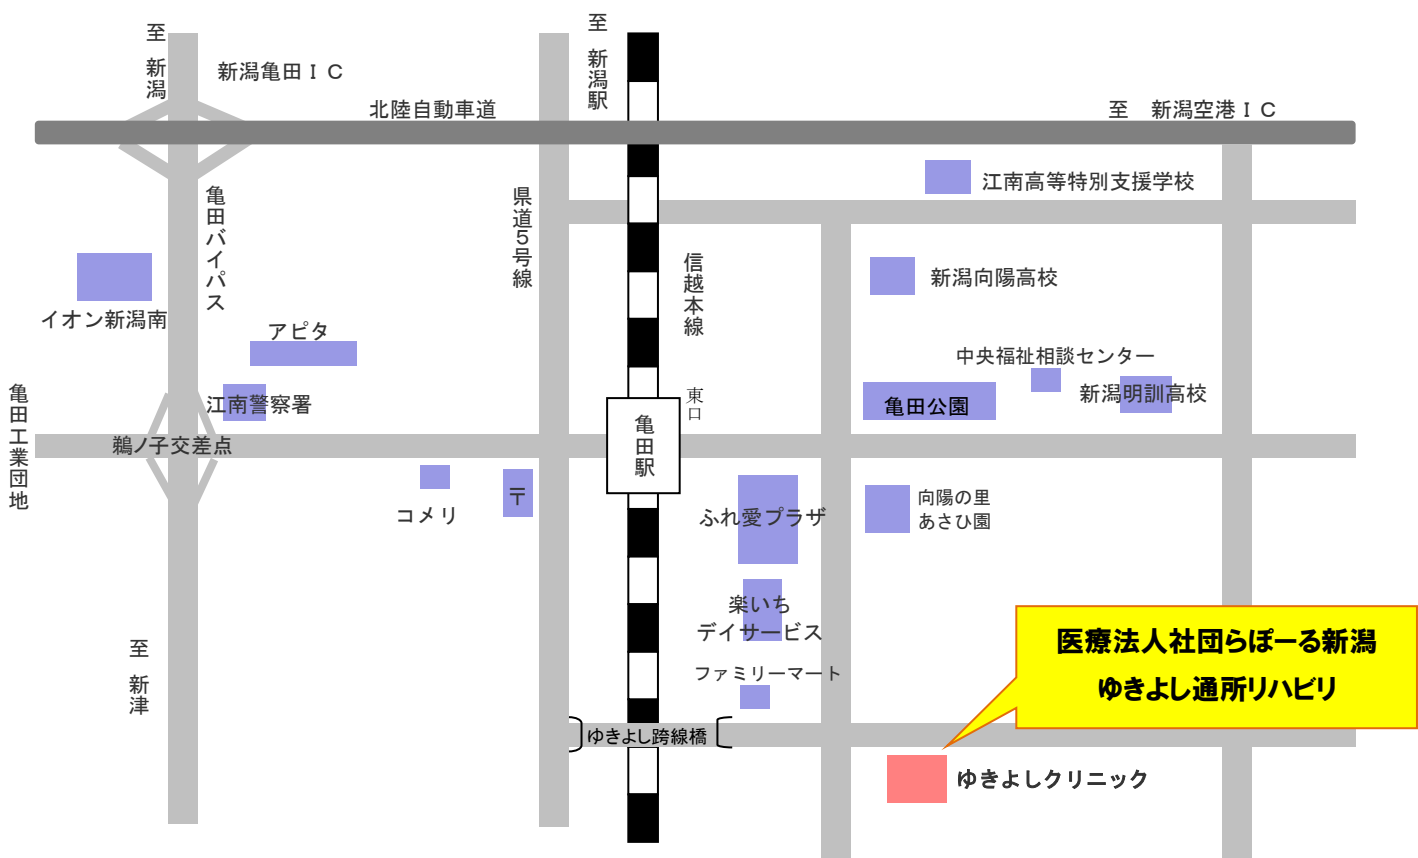 至 新潟
新潟亀田ＩＣ
至 新潟駅
北陸自動車道
至 新潟空港ＩＣ
江南高等特別支援学校
亀田バイパス
県道５号線
信越本線
新潟向陽高校
イオン新潟南
アピタ
中央福祉相談センター
亀田工業団地
江南警察署
東口
亀田公園
新潟明訓高校
鵜ノ子交差点
亀田駅
コメリ
〒
ふれ愛プラザ
向陽の里
あさひ園
楽いち
デイサービス
至 新津
医療法人社団らぽーる新潟
ゆきよし通所リハビリ
ファミリーマート
ゆきよし跨線橋
ゆきよしクリニック